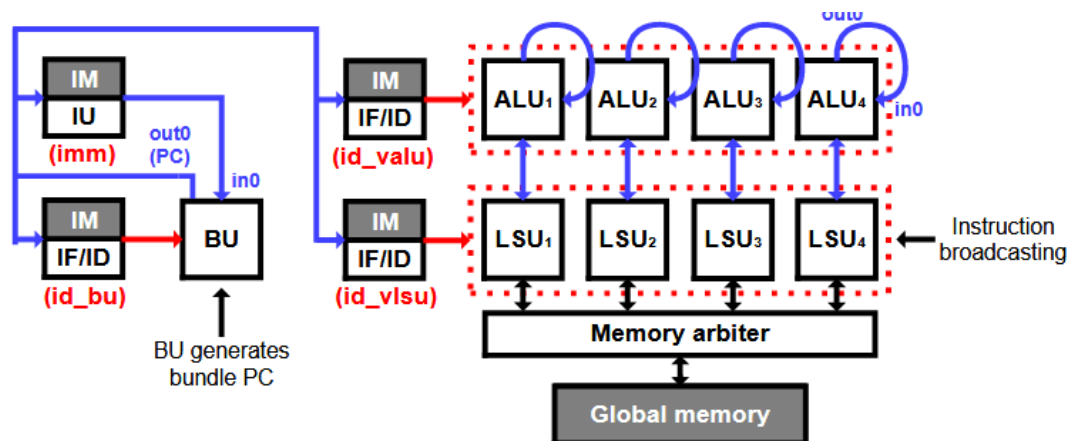 out0
IM
IU
(imm)
out0
(PC)
in0
IM
IF/ID
(id_valu)
ALU₁
ALU₂
ALU₃
ALU₄
in0
IM
IF/ID
(id_bu)
BU
IM
IF/ID
(id_vlsu)
LSU₁
LSU₂
LSU₃
LSU₄
Instruction
broadcasting
BU generates
bundle PC
Memory arbiter
Global memory